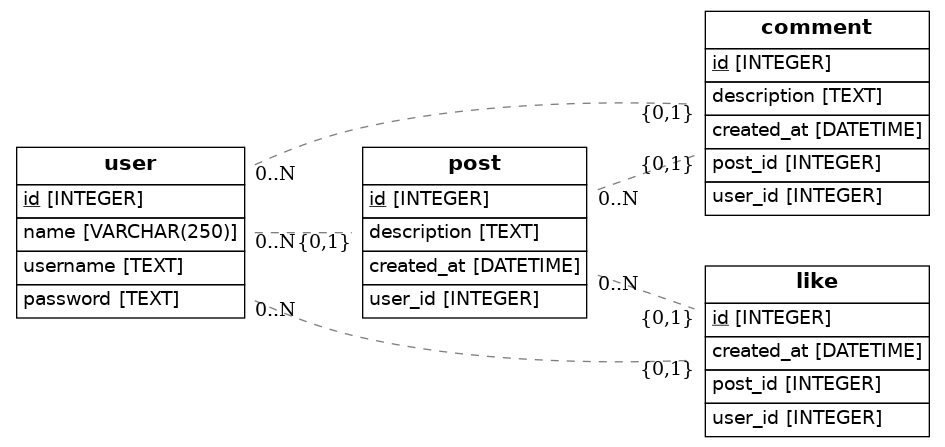 user
id [INTEGER]
name [VARCHAR(250)]
username [TEXT]
password [TEXT]
0..N
0..N
{0,1}
0..N
post
id [INTEGER]
description [TEXT]
created_at [DATETIME]
user_id [INTEGER]
0..N
0..N
comment
id [INTEGER]
description [TEXT]
created_at [DATETIME]
post_id [INTEGER]
user_id [INTEGER]
{0,1}
{0,1}
like
id [INTEGER]
created_at [DATETIME]
post_id [INTEGER]
user_id [INTEGER]
{0,1}
{0,1}